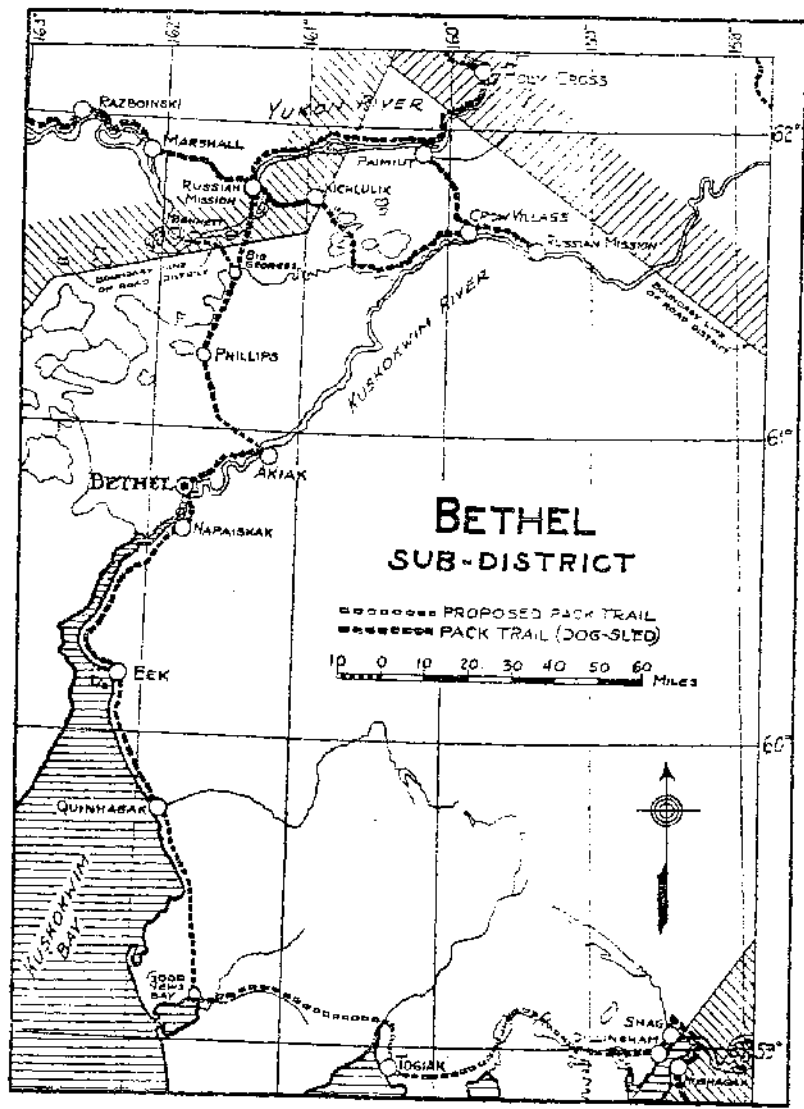 163°
162°
161°
160°
159°
158°
HOLY CROSS
RAZBOINSKI
YUKON RIVER
62°
MARSHALL
PAIMIUT
RUSSIAN
MISSION
KICHLULIK
BENNETT
CROW VILLAGE
RUSSIAN MISSION
BIG
GEORGES
BOUNDARY LINE
OF ROAD DISTRICT
BOUNDARY LINE
OF ROAD DISTRICT
KUSKOKWIM RIVER
PHILLIPS
61°
AKIAK
BETHEL
NAPAISKAK
BETHEL
SUB-DISTRICT
PROPOSED PACK TRAIL
PACK TRAIL (DOG-SLED)
10 0 10 20 30 40 50 60
MILES
EEK
60°
QUINHAGAK
KUSKOKWIM
BAY
GOOD
NEWS
BAY
SHAG
DILLINGHAM
59°
TOGIAK
NUSHAGAK